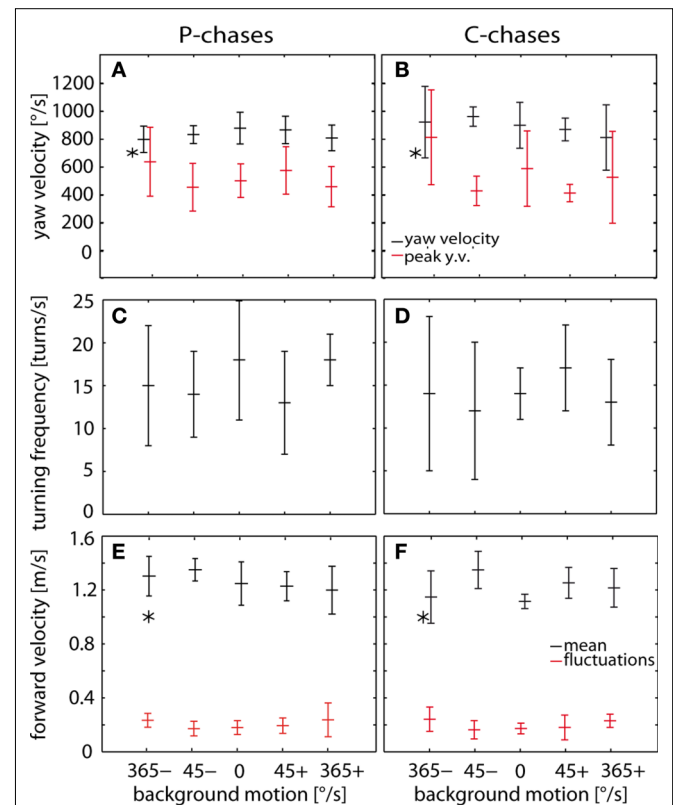 P-chases C-chases
A B
yaw velocity [°/s]
1200
1000
800
600
400
200
0
*
*
yaw velocity
peak y.v.
C D
turning frequency [turns/s]
25
20
15
10
5
0
E F
forward velocity [m/s]
1.6
1.2
0.8
0.4
0
*
*
mean
fluctuations
365− 45− 0 45+ 365+ 365− 45− 0 45+ 365+
background motion [°/s] background motion [°/s]